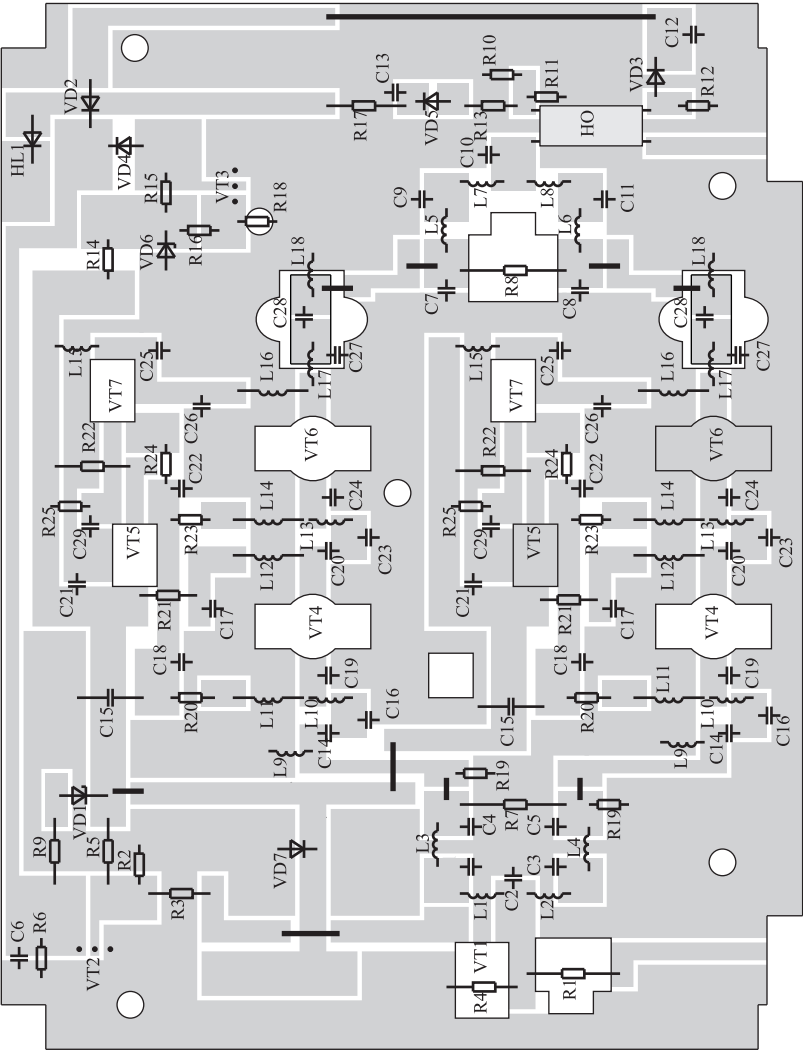 C12
R10
C13
R11
VD3
VD2
R12
R17
VD5
R13
HO
HL1
VD4
C10
R15
VT3
C9
L7
L8
C11
R18
L5
L6
R16
R14
VD6
L18
L18
R8
C7
C8
C28
C28
L15
C25
C27
L15
C25
C27
L16
L16
L17
L17
VT7
VT7
C26
C26
R22
R22
VT6
VT6
R24
C22
R24
C22
R25
L14
C24
R25
L14
C24
C29
R23
L13
C29
R23
L13
VT5
C23
VT5
C23
L12
C20
L12
C20
C21
R21
C21
R21
C17
C17
VT4
VT4
C18
C19
C18
C19
C15
R20
L11
L10
C16
C15
R20
L11
L10
C16
C14
C14
L9
L9
R19
VD1
R7
C4
C5
R19
R9
R5
R2
VD7
L3
L4
C3
C2
R3
L1
L2
C6
R6
VT2
VT1
R4
R1